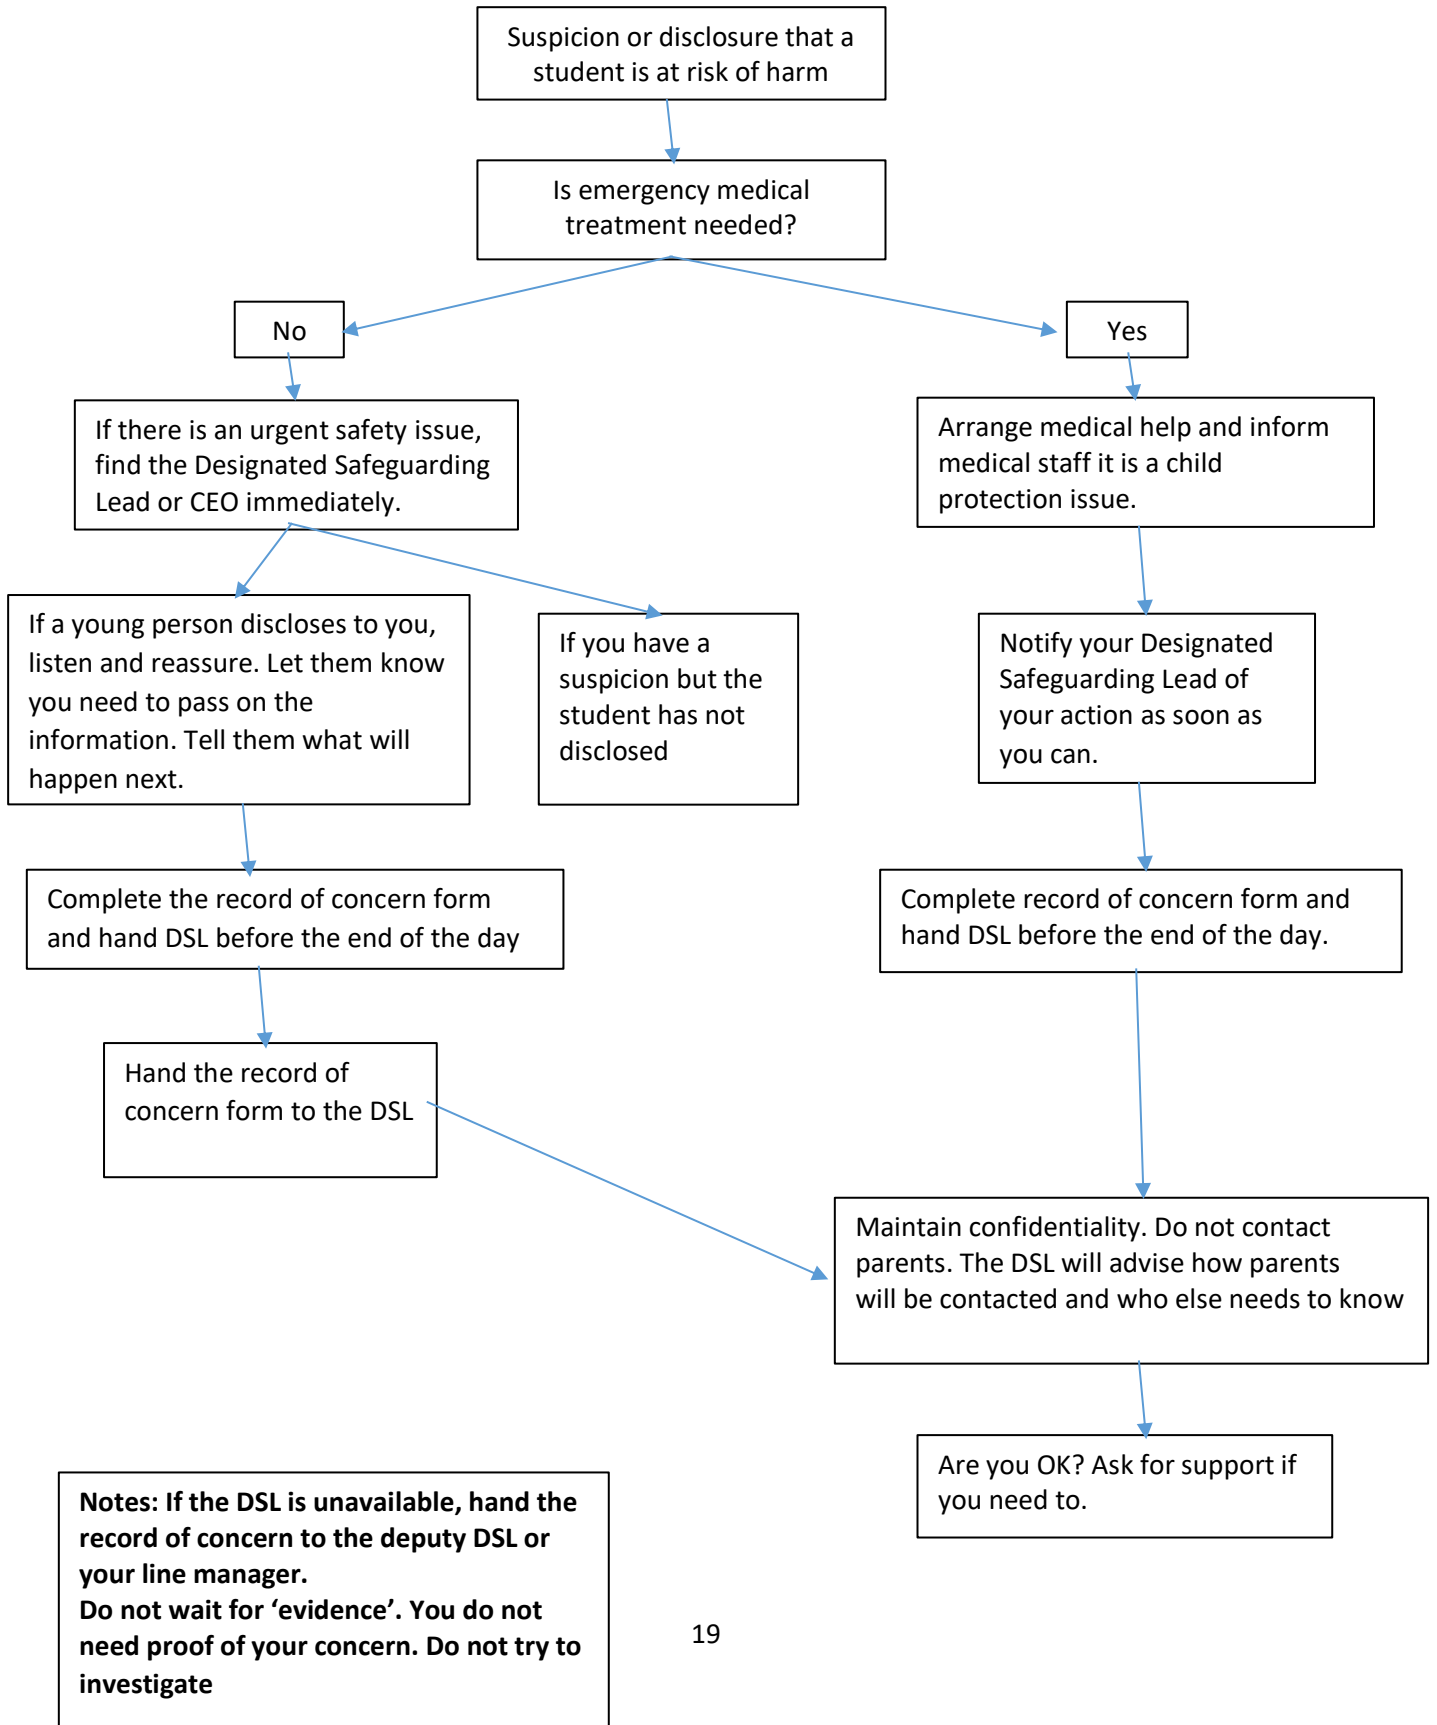 Suspicion or disclosure that a
student is at risk of harm
Is emergency medical
treatment needed?
No
Yes
If there is an urgent safety issue,
find the Designated Safeguarding
Lead or CEO immediately.
Arrange medical help and inform
medical staff it is a child
protection issue.
If a young person discloses to you,
listen and reassure. Let them know
you need to pass on the
information. Tell them what will
happen next.
If you have a
suspicion but the
student has not
disclosed
Notify your Designated
Safeguarding Lead of
your action as soon as
you can.
Complete the record of concern form
and hand DSL before the end of the day
Complete record of concern form and
hand DSL before the end of the day.
Hand the record of
concern form to the DSL
Maintain confidentiality. Do not contact
parents. The DSL will advise how parents
will be contacted and who else needs to know
Are you OK? Ask for support if
you need to.
Notes: If the DSL is unavailable, hand the
record of concern to the deputy DSL or
your line manager.
Do not wait for ‘evidence’. You do not
need proof of your concern. Do not try to
investigate
19